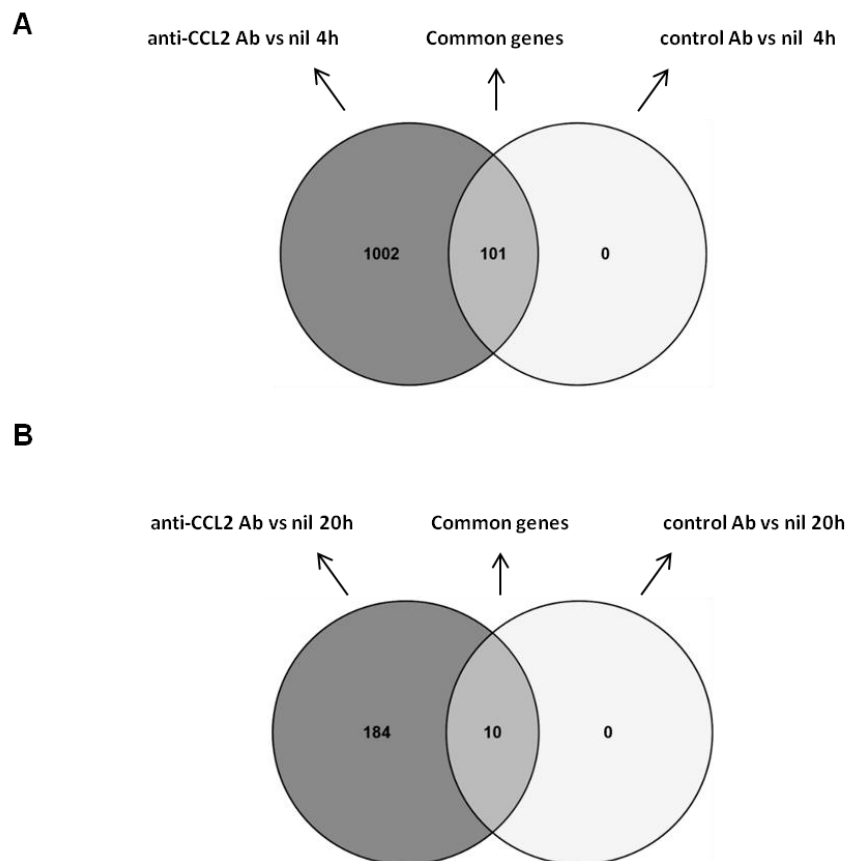 A
anti-CCL2 Ab vs nil 4h Common genes control Ab vs nil 4h
1002 101 0
B
anti-CCL2 Ab vs nil 20h Common genes control Ab vs nil 20h
184 10 0